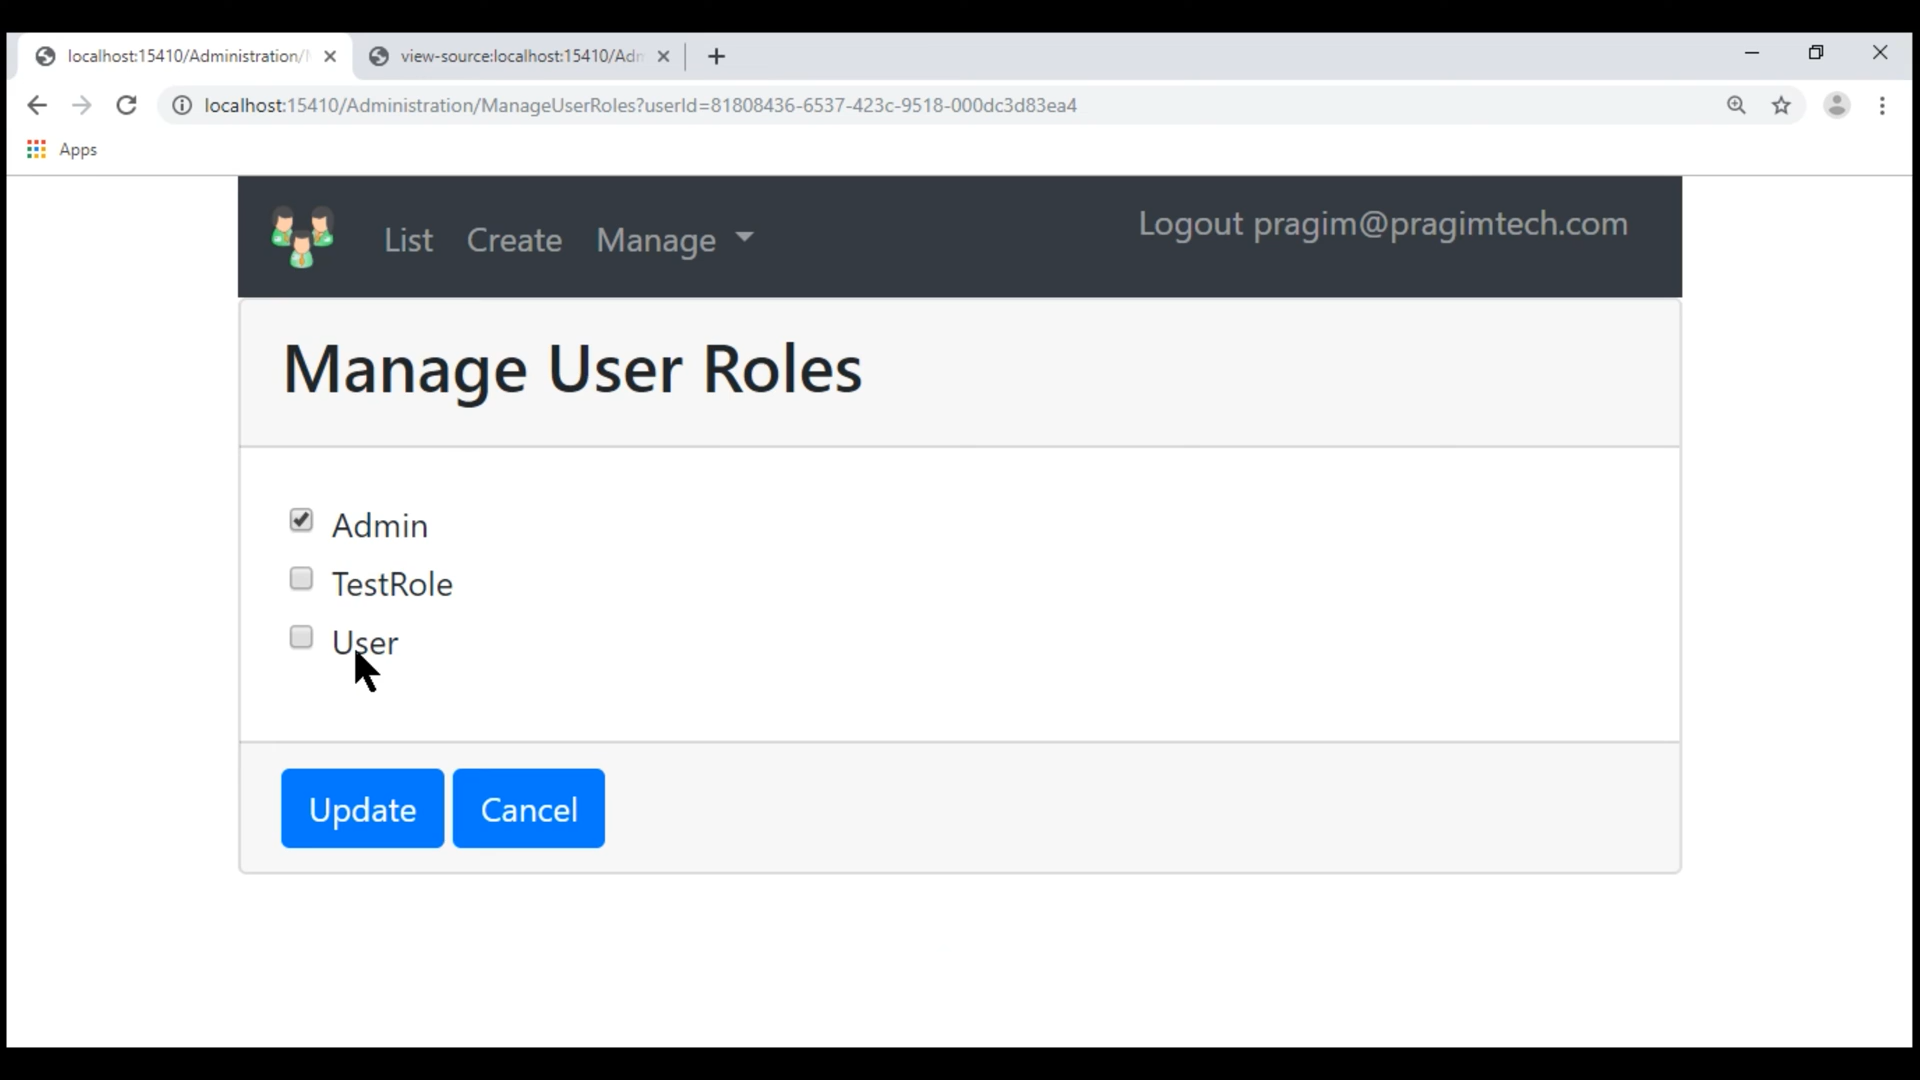 localhost:15410/Administration/
view-source:localhost:15410/Adm
localhost:15410/Administration/ManageUserRoles?userId=81808436-6537-423c-9518-000dc3d83ea4
Apps
List Create Manage
Logout pragim@pragimtech.com
Manage User Roles
Admin
TestRole
User
Update Cancel